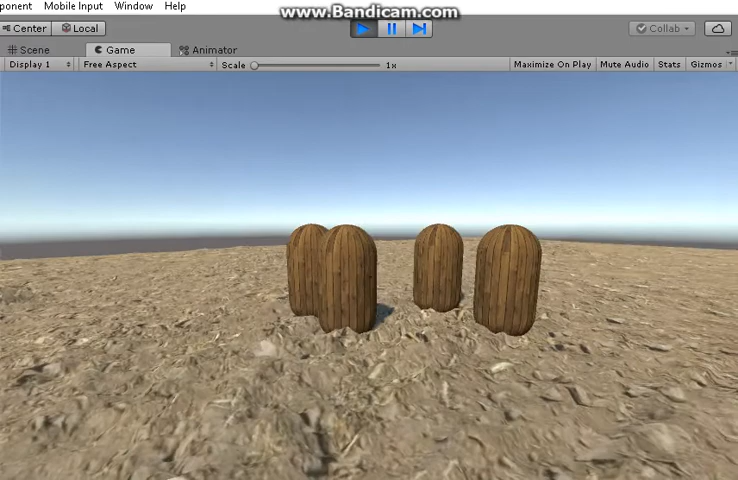 www.Bandicam.com
ponent Mobile Input Window Help
Center Local Collab
Scene Game Animator
Display 1 Free Aspect Scale 1x Maximize On Play Mute Audio Stats Gizmos